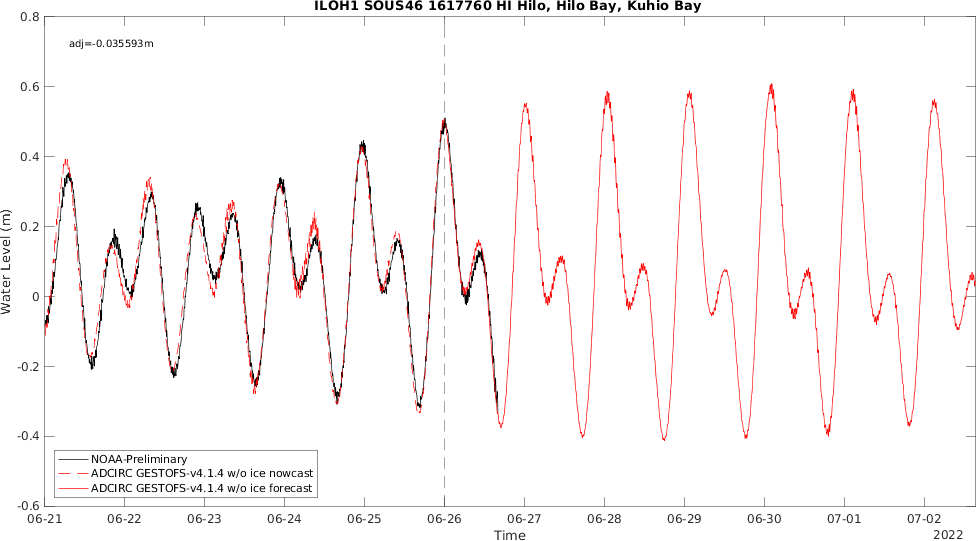 ILOH1 SOUS46 1617760 HI Hilo, Hilo Bay, Kuhio Bay
adj=-0.035593m
0.8
0.6
0.4
0.2
0
-0.2
-0.4
-0.6
Water Level (m)
NOAA-Preliminary
ADCIRC GESTOFS-v4.1.4 w/o ice nowcast
ADCIRC GESTOFS-v4.1.4 w/o ice forecast
06-21 06-22 06-23 06-24 06-25 06-26 06-27 06-28 06-29 06-30 07-01 07-02
Time
2022